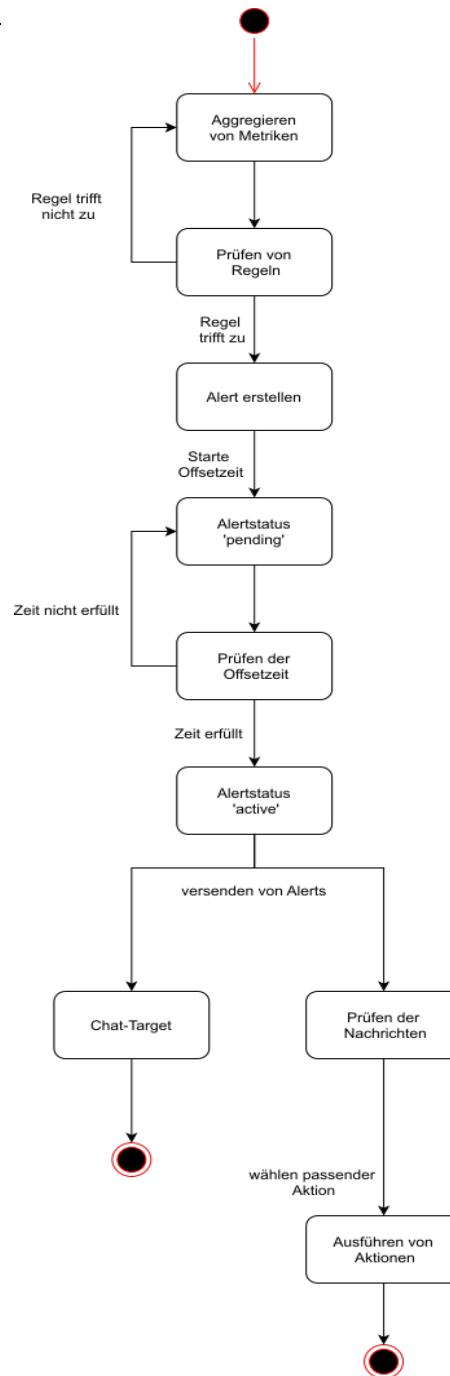 Aggregieren
von Metriken
Regel trifft
nicht zu
Prüfen von
Regeln
Regel
trifft zu
Alert erstellen
Starte
Offsetzeit
Alertstatus
'pending'
Zeit nicht erfüllt
Prüfen der
Offsetzeit
Zeit erfüllt
Alertstatus
'active'
versenden von Alerts
Chat-Target
Prüfen der
Nachrichten
wählen passender
Aktion
Ausführen von
Aktionen